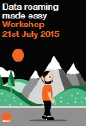 Data roaming
made easy
Workshop
21st July 2015